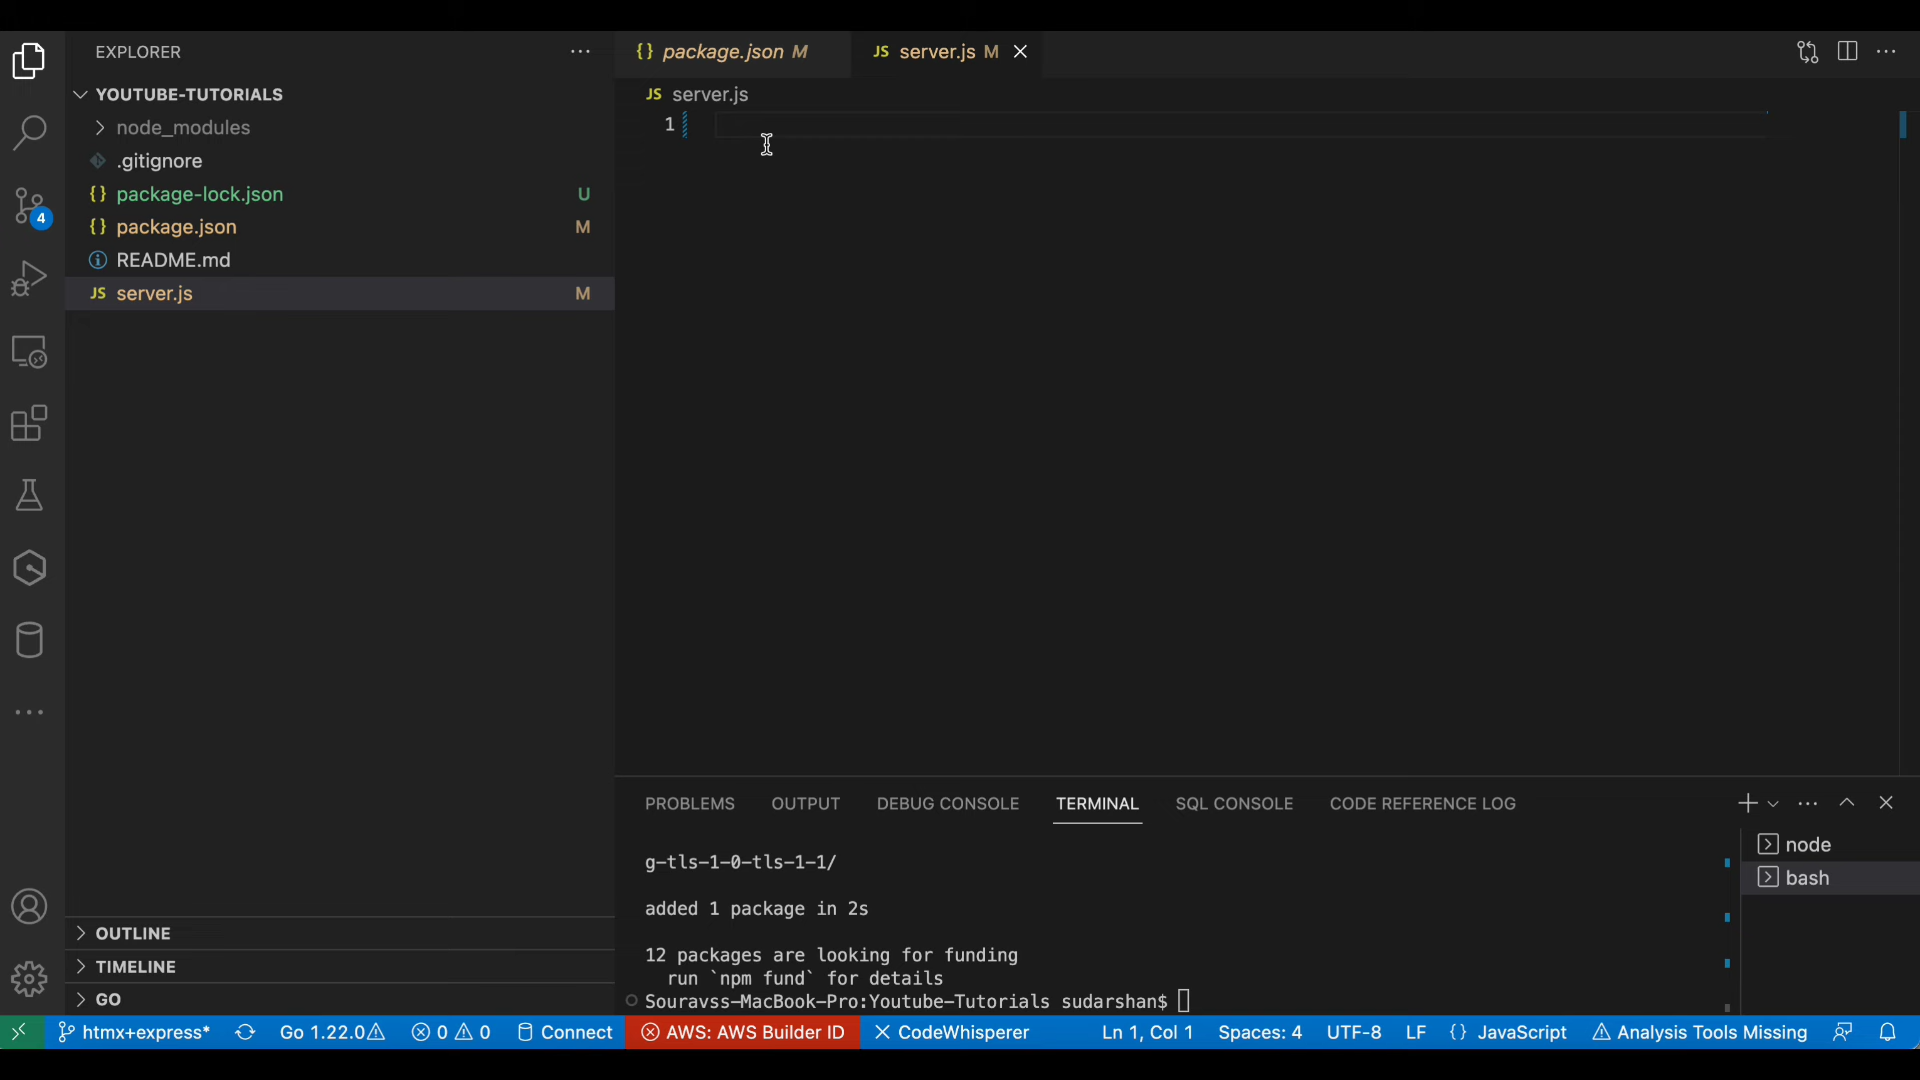 EXPLORER
YOUTUBE-TUTORIALS
node_modules
.gitignore
{} package-lock.json U
{} package.json M
README.md
JS server.js M
4
OUTLINE
TIMELINE
GO
{} package.json M
JS server.js M
JS server.js
1
PROBLEMS OUTPUT DEBUG CONSOLE TERMINAL SQL CONSOLE CODE REFERENCE LOG
g-tls-1-0-tls-1-1/
added 1 package in 2s
12 packages are looking for funding
run `npm fund` for details
Souravss-MacBook-Pro:Youtube-Tutorials sudarshan$
node
bash
htmx+express* Go 1.22.0 0 0 Connect AWS: AWS Builder ID CodeWhisperer Ln 1, Col 1 Spaces: 4 UTF-8 LF {} JavaScript Analysis Tools Missing